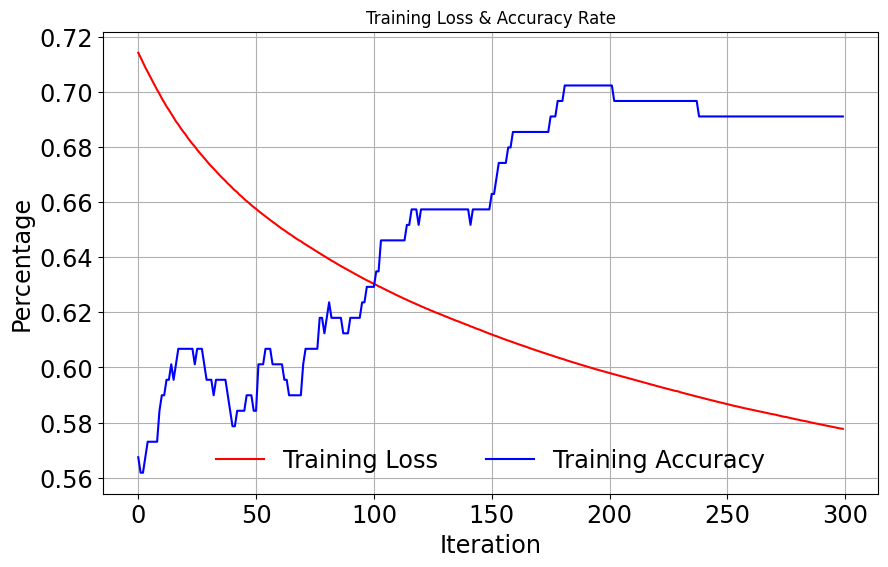 Training Loss & Accuracy Rate
0.72
0.70
0.68
0.66
0.64
0.62
0.60
0.58
0.56
Percentage
Training Loss
Training Accuracy
0 50 100 150 200 250 300
Iteration